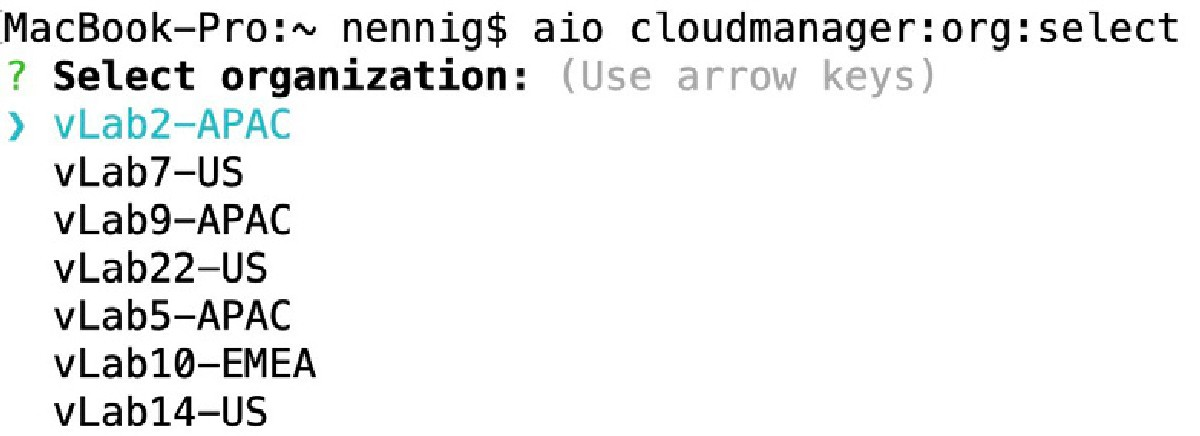 MacBook-Pro:~ nennig$ aio cloudmanager:org:select
? Select organization: (Use arrow keys)
❯ vLab2-APAC
vLab7-US
vLab9-APAC
vLab22-US
vLab5-APAC
vLab10-EMEA
vLab14-US